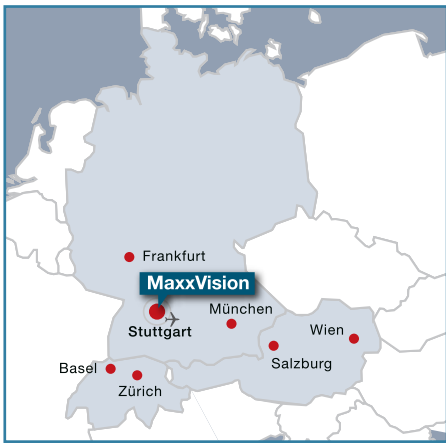 Frankfurt
MaxxVision
Stuttgart
München
Wien
Salzburg
Basel
Zürich